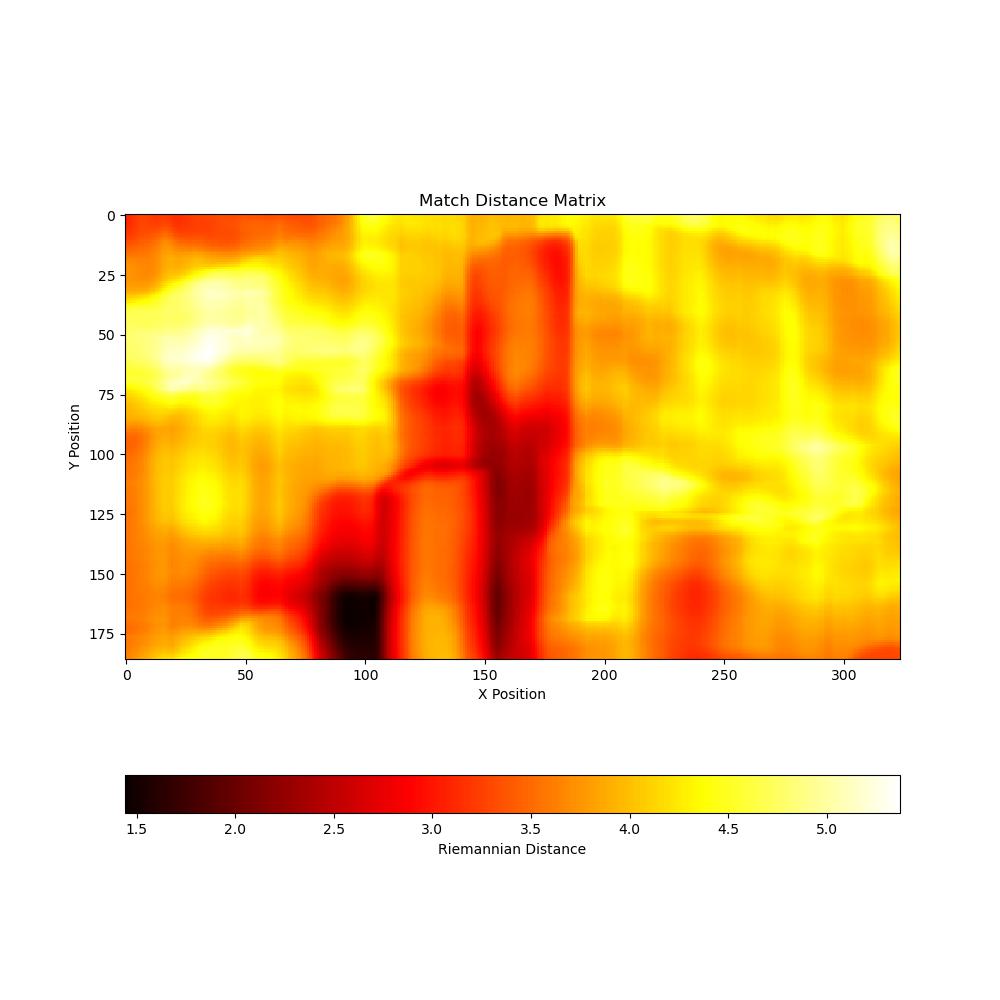 Match Distance Matrix
0
25
50
75
100
125
150
175
Y Position
0 50 100 150 200 250 300
X Position
1.5 2.0 2.5 3.0 3.5 4.0 4.5 5.0
Riemannian Distance